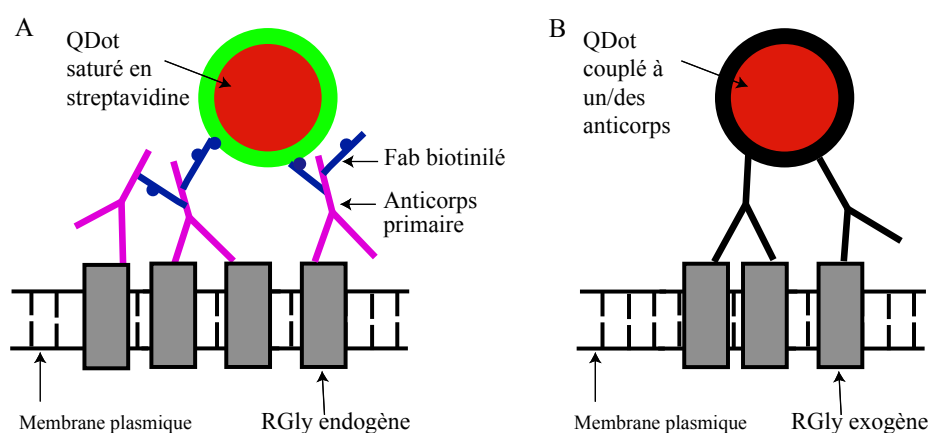 A
QDot
saturé en
streptavidine
Fab biotinilé
Anticorps
primaire
Membrane plasmique
RGly endogène
B
QDot
couplé à
un/des
anticorps
Membrane plasmique
RGly exogène